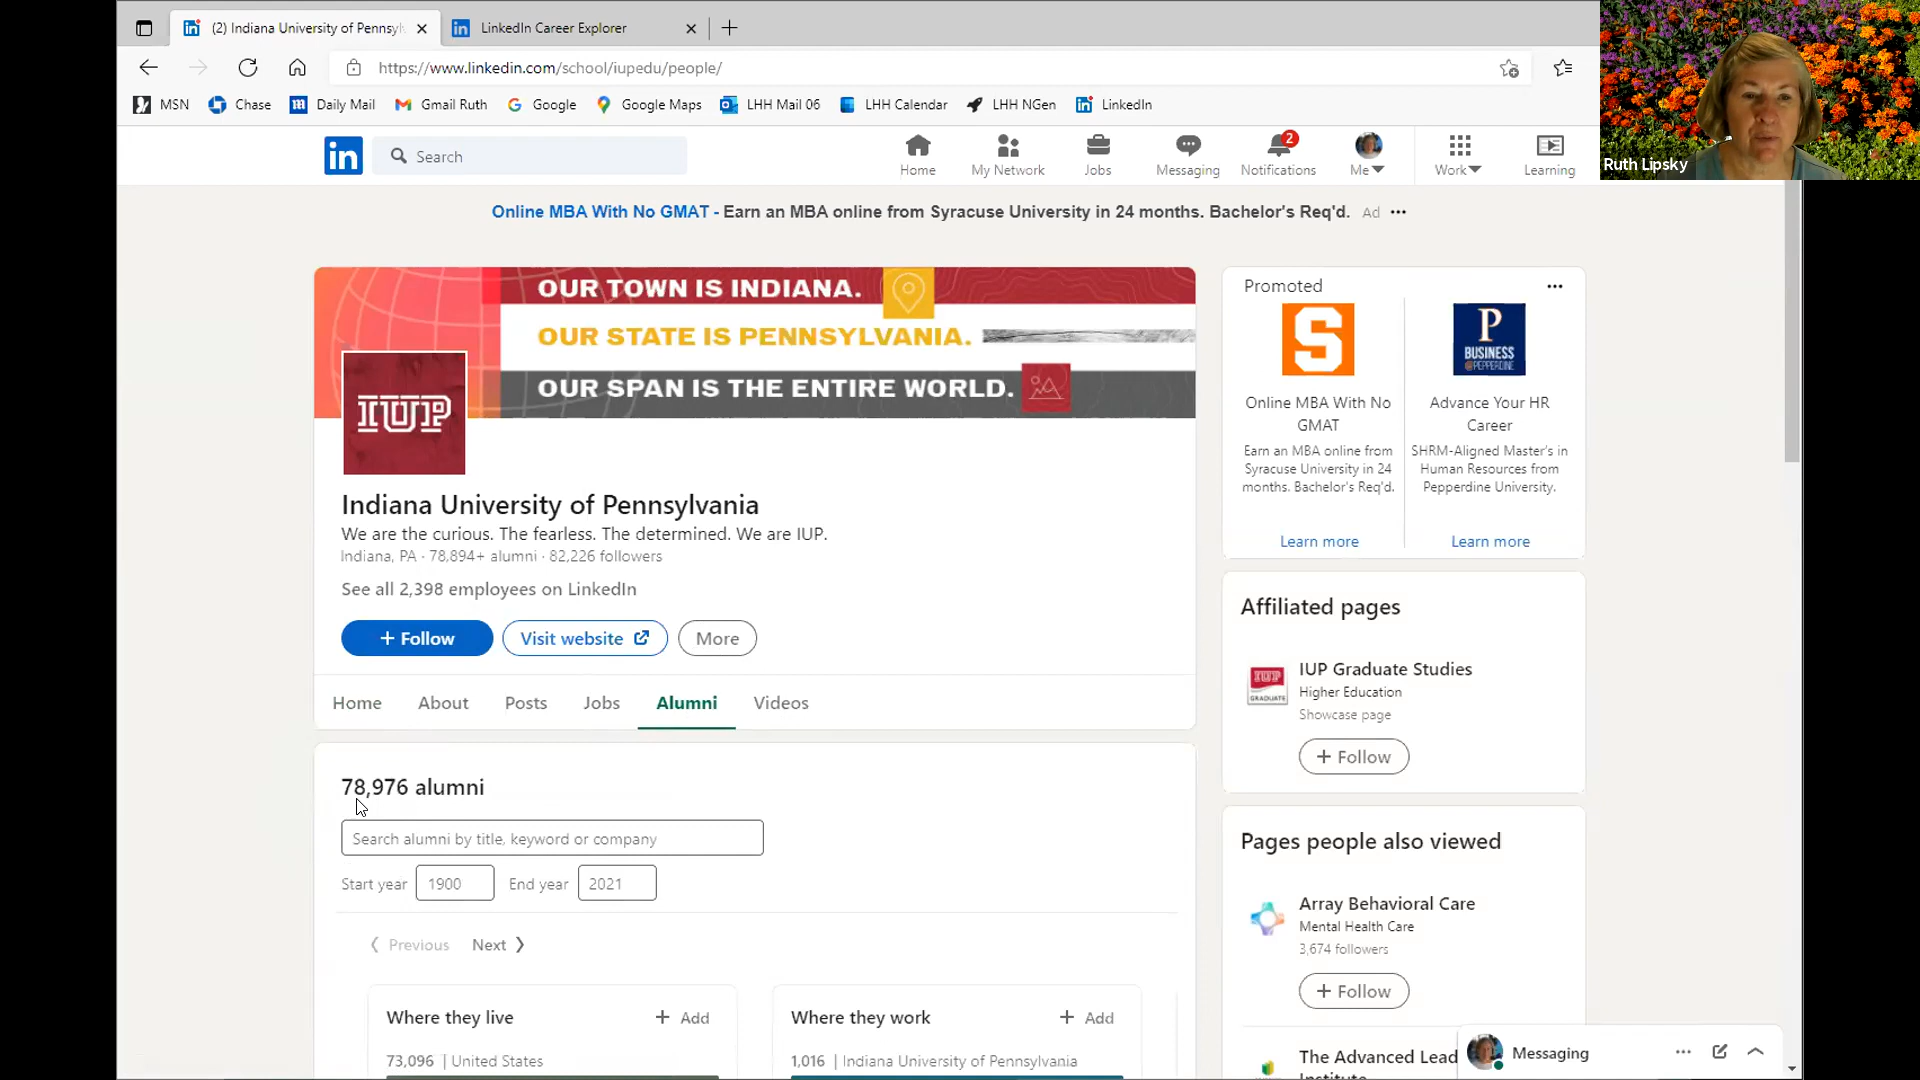 (2) Indiana University of Pennsyl
LinkedIn Career Explorer
https://www.linkedin.com/school/iupedu/people/
MSN
Chase
Daily Mail
Gmail Ruth
Google
Google Maps
LHH Mail 06
LHH Calendar
LHH NGen
LinkedIn
Ruth Lipsky
in
Search
Home
My Network
Jobs
Messaging
2
Notifications
Me
Work
Learning
Online MBA With No GMAT - Earn an MBA online from Syracuse University in 24 months. Bachelor's Req'd. Ad
OUR TOWN IS INDIANA.
OUR STATE IS PENNSYLVANIA.
OUR SPAN IS THE ENTIRE WORLD.
IUP
Indiana University of Pennsylvania
We are the curious. The fearless. The determined. We are IUP.
Indiana, PA · 78,894+ alumni · 82,226 followers
See all 2,398 employees on LinkedIn
+ Follow
Visit website
More
Home
About
Posts
Jobs
Alumni
Videos
78,976 alumni
Search alumni by title, keyword or company
Start year 1900 End year 2021
Previous Next
Where they live
+ Add
73,096 | United States
Where they work
+ Add
1,016 | Indiana University of Pennsylvania
Promoted
S
Online MBA With No
GMAT
Earn an MBA online from
Syracuse University in 24
months. Bachelor's Req'd.
Learn more
P
BUSINESS
@PEPPERDINE
Advance Your HR
Career
SHRM-Aligned Master's in
Human Resources from
Pepperdine University.
Learn more
Affiliated pages
IUP
GRADUATE
IUP Graduate Studies
Higher Education
Showcase page
+ Follow
Pages people also viewed
Array Behavioral Care
Mental Health Care
3,674 followers
+ Follow
The Advanced Lead
Messaging